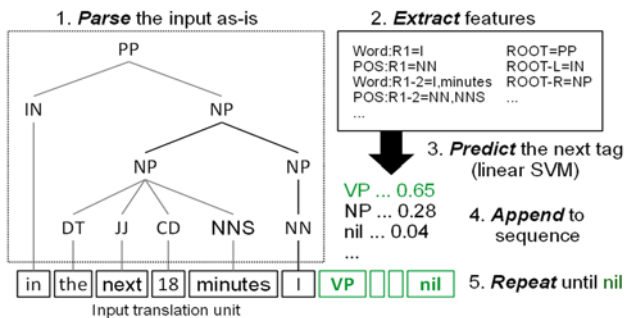 1. Parse the input as-is
PP
IN NP
NP NP
DT JJ CD NNS NN
in the next 18 minutes I VP nil
Input translation unit
2. Extract features
Word:R1=I ROOT=PP
POS:R1=NN ROOT-L=IN
Word:R1-2=I,minutes ROOT-R=NP
POS:R1-2=NN,NNS ...
...
3. Predict the next tag
(linear SVM)
VP ... 0.65
NP ... 0.28
nil ... 0.04
...
4. Append to
sequence
5. Repeat until nil